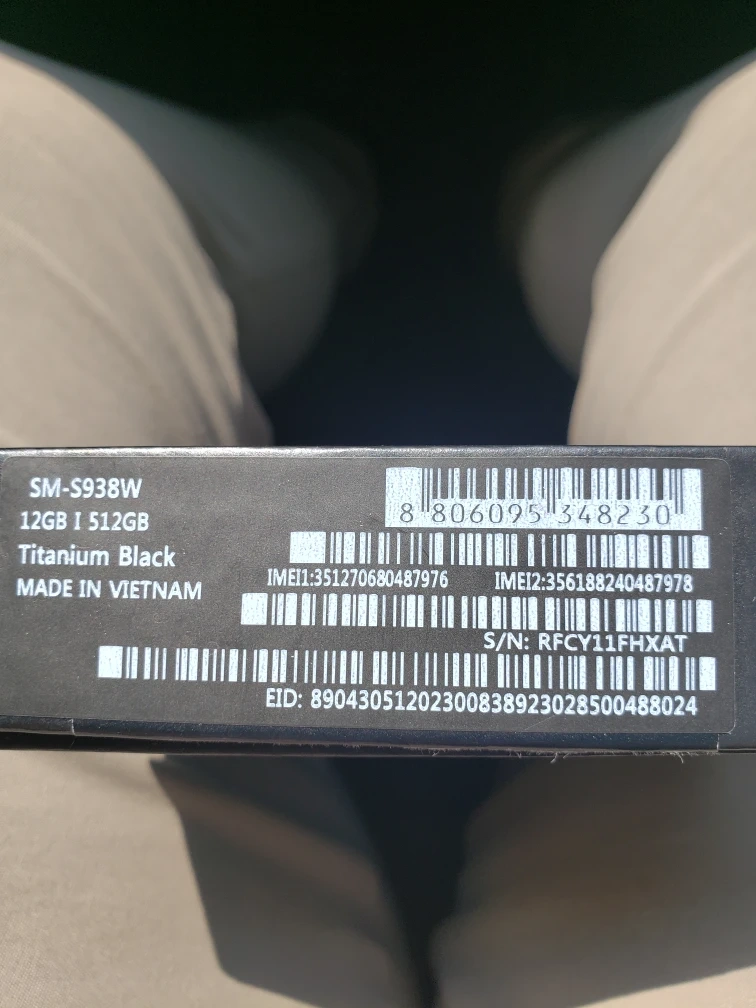 SM-S938W
12GB I 512GB
Titanium Black
MADE IN VIETNAM
8 806095 348230
IMEI1:351270680487976 IMEI2:356188240487978
S/N: RFCY11FHXAT
EID: 89043051202300838923028500488024